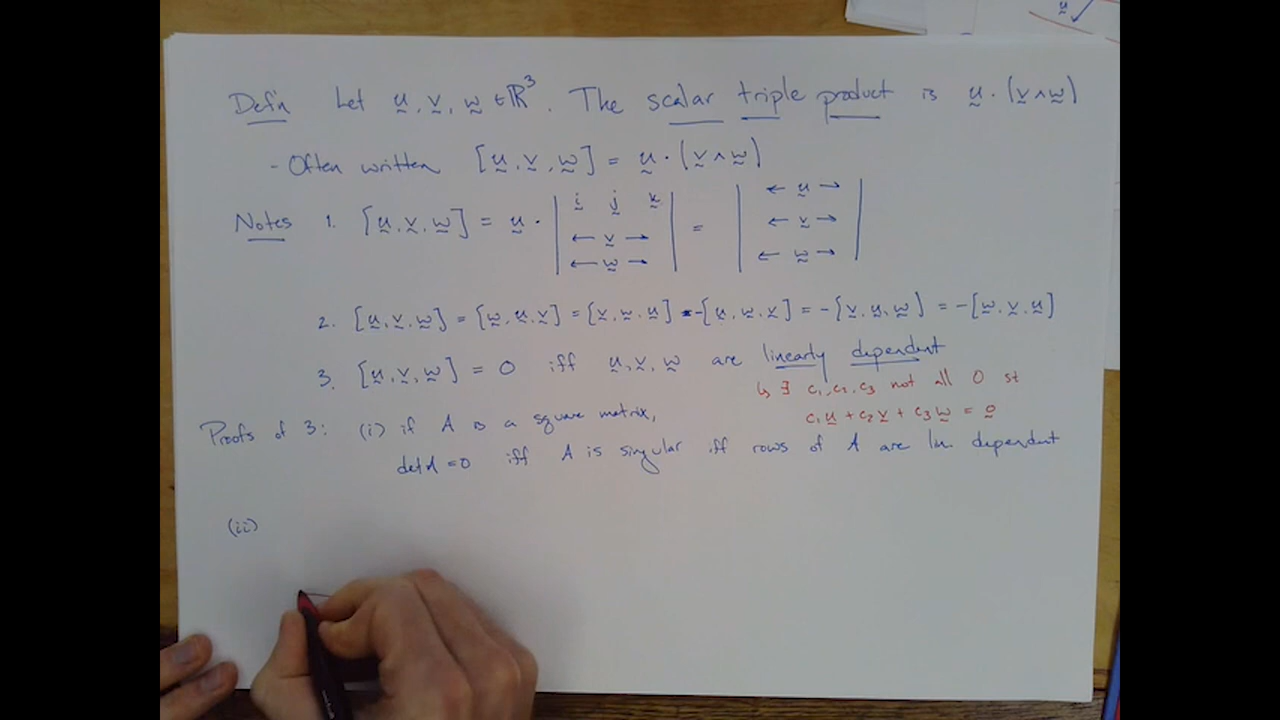 Defn Let u, v, w ∈ ℝ³. The scalar triple product is u · (v ∧ w)
- Often written [u, v, w] = u · (v ∧ w)
Notes 1. [u, v, w] = u · | i j k ; ← v → ; ← w → | = | ← u → ; ← v → ; ← w → |
2. [u, v, w] = [w, u, v] = [v, w, u] = -[u, w, v] = -[v, u, w] = -[w, v, u]
3. [u, v, w] = 0 iff u, v, w are linearly dependent
↳ ∃ c₁, c₂, c₃ not all 0 st
c₁u + c₂v + c₃w = 0
Proofs of 3: (i) if A is a square matrix,
det A = 0 iff A is singular iff rows of A are lin. dependent
(ii)
u